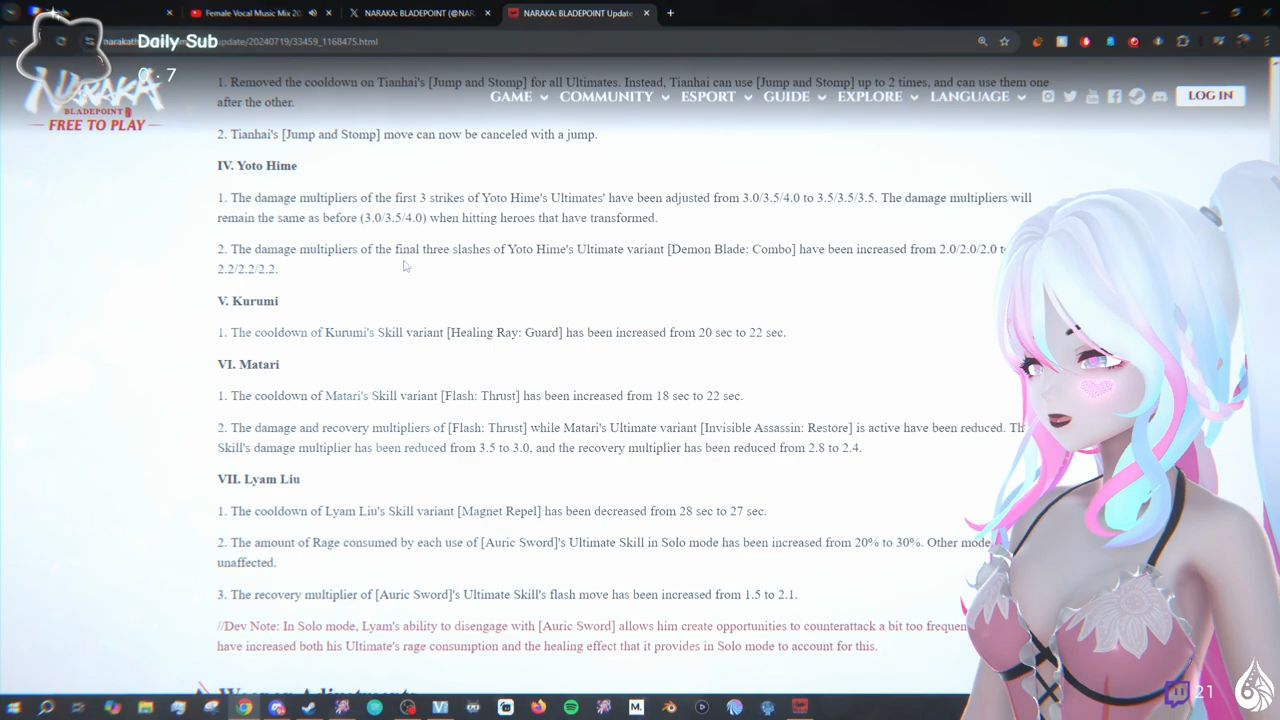 Female Vocal Music Mix 20
NARAKA: BLADEPOINT (@NAR
NARAKA: BLADEPOINT Update
Daily Sub
update/20240719/33459_1168475.html
7
NARAKA
BLADEPOINT
FREE TO PLAY
GAME COMMUNITY ESPORT GUIDE EXPLORE LANGUAGE LOG IN
1. Removed the cooldown on Tianhai's [Jump and Stomp] for all Ultimates. Instead, Tianhai can use [Jump and Stomp] up to 2 times, and can use them one
after the other.
2. Tianhai's [Jump and Stomp] move can now be canceled with a jump.
IV. Yoto Hime
1. The damage multipliers of the first 3 strikes of Yoto Hime's Ultimates' have been adjusted from 3.0/3.5/4.0 to 3.5/3.5/3.5. The damage multipliers will
remain the same as before (3.0/3.5/4.0) when hitting heroes that have transformed.
2. The damage multipliers of the final three slashes of Yoto Hime's Ultimate variant [Demon Blade: Combo] have been increased from 2.0/2.0/2.0 to
2.2/2.2/2.2.
V. Kurumi
1. The cooldown of Kurumi's Skill variant [Healing Ray: Guard] has been increased from 20 sec to 22 sec.
VI. Matari
1. The cooldown of Matari's Skill variant [Flash: Thrust] has been increased from 18 sec to 22 sec.
2. The damage and recovery multipliers of [Flash: Thrust] while Matari's Ultimate variant [Invisible Assassin: Restore] is active have been reduced. Th
Skill's damage multiplier has been reduced from 3.5 to 3.0, and the recovery multiplier has been reduced from 2.8 to 2.4.
VII. Lyam Liu
1. The cooldown of Lyam Liu's Skill variant [Magnet Repel] has been decreased from 28 sec to 27 sec.
2. The amount of Rage consumed by each use of [Auric Sword]'s Ultimate Skill in Solo mode has been increased from 20% to 30%. Other mode
unaffected.
3. The recovery multiplier of [Auric Sword]'s Ultimate Skill's flash move has been increased from 1.5 to 2.1.
//Dev Note: In Solo mode, Lyam's ability to disengage with [Auric Sword] allows him create opportunities to counterattack a bit too frequen
have increased both his Ultimate's rage consumption and the healing effect that it provides in Solo mode to account for this.
Weapon Adjustments
21